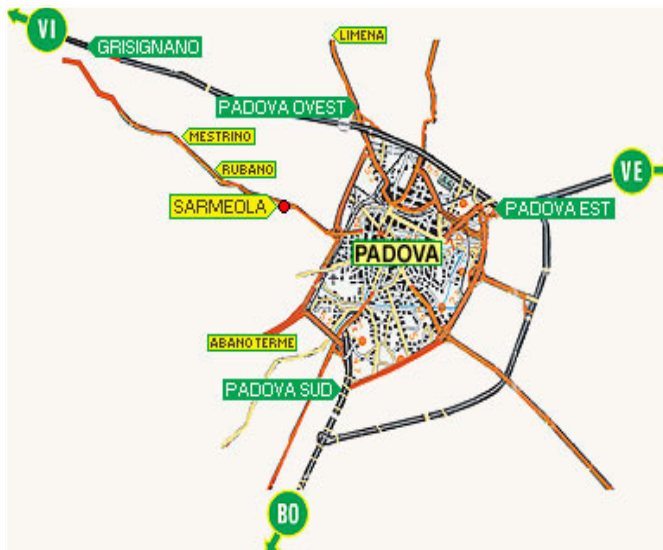 VI
GRISIGNANO
LIMENA
PADOVA OVEST
MESTRINO
RUBANO
VE
SARMEOLA
PADOVA EST
PADOVA
ABANO TERME
PADOVA SUD
BO